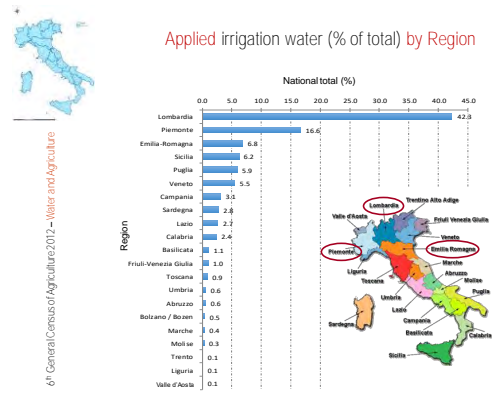 Applied irrigation water (% of total) by Region
6th General Census of Agriculture 2012 – Water and Agriculture
National total (%)
0.0 5.0 10.0 15.0 20.0 25.0 30.0 35.0 40.0 45.0
Region
Lombardia 42.3
Piemonte 16.6
Emilia-Romagna 6.8
Sicilia 6.2
Puglia 5.9
Veneto 5.5
Campania 3.1
Sardegna 2.8
Lazio 2.7
Calabria 2.4
Basilicata 1.1
Friuli-Venezia Giulia 1.0
Toscana 0.9
Umbria 0.6
Abruzzo 0.6
Bolzano / Bozen 0.5
Marche 0.4
Molise 0.3
Trento 0.1
Liguria 0.1
Valle d'Aosta 0.1
Trentino Alto Adige
Lombardia
Valle d'Aosta
Friuli Venezia Giulia
Veneto
Piemonte
Emilia Romagna
Liguria
Marche
Toscana
Abruzzo
Molise
Umbria
Puglia
Lazio
Campania
Sardegna
Basilicata
Calabria
Sicilia